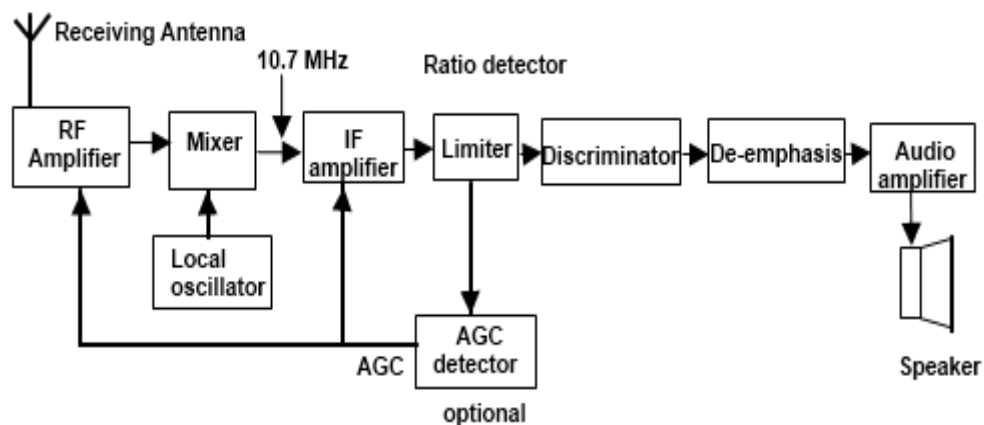 Receiving Antenna
10.7 MHz
Ratio detector
RF
Amplifier
Mixer
IF
amplifier
Limiter
Discriminator
De-emphasis
Audio
amplifier
Local
oscillator
AGC
AGC
detector
optional
Speaker